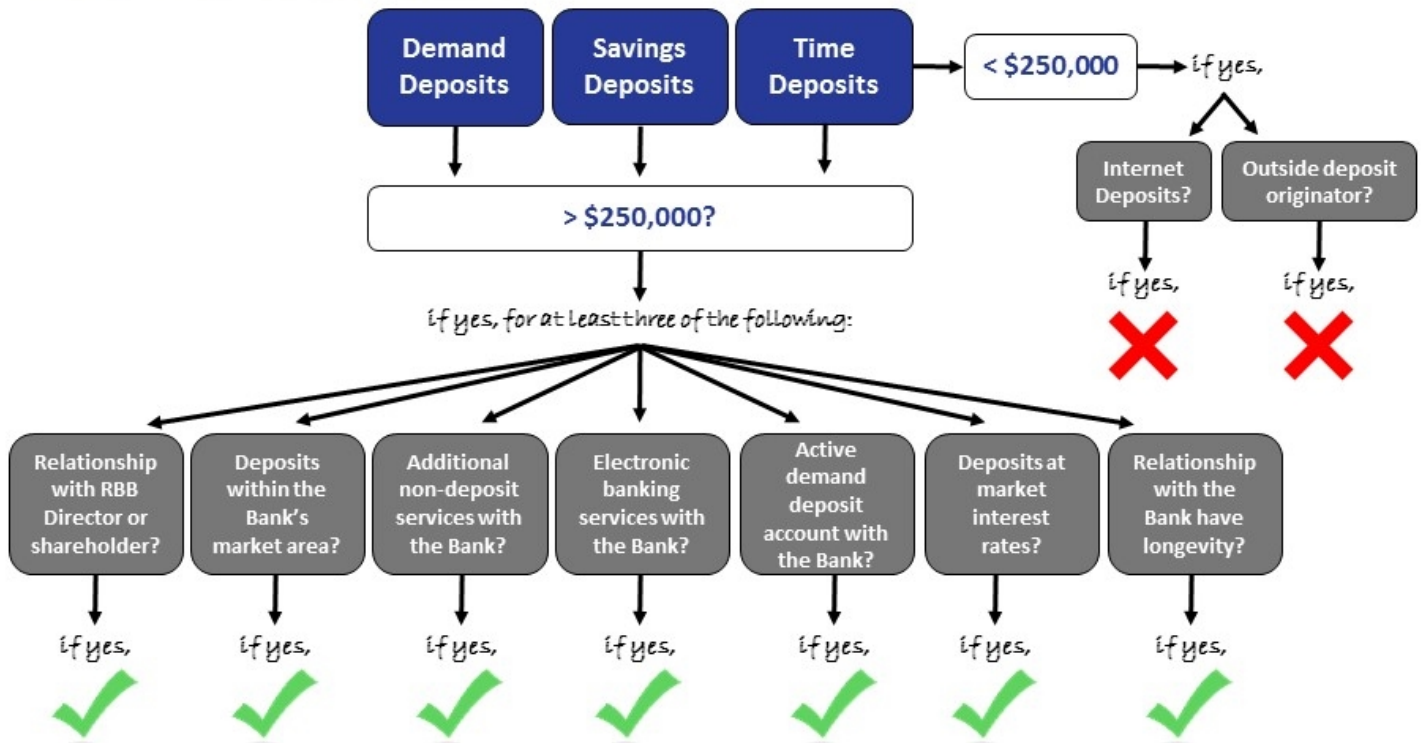 Demand
Deposits
Savings
Deposits
Time
Deposits
< $250,000
if yes,
Internet
Deposits?
Outside deposit
originator?
if yes,
if yes,
> $250,000?
if yes, for at least three of the following:
Relationship
with RBB
Director or
shareholder?
Deposits
within the
Bank's
market area?
Additional
non-deposit
services with
the Bank?
Electronic
banking
services with
the Bank?
Active
demand
deposit
account with
the Bank?
Deposits at
market
interest
rates?
Relationship
with the
Bank have
longevity?
if yes,
if yes,
if yes,
if yes,
if yes,
if yes,
if yes,